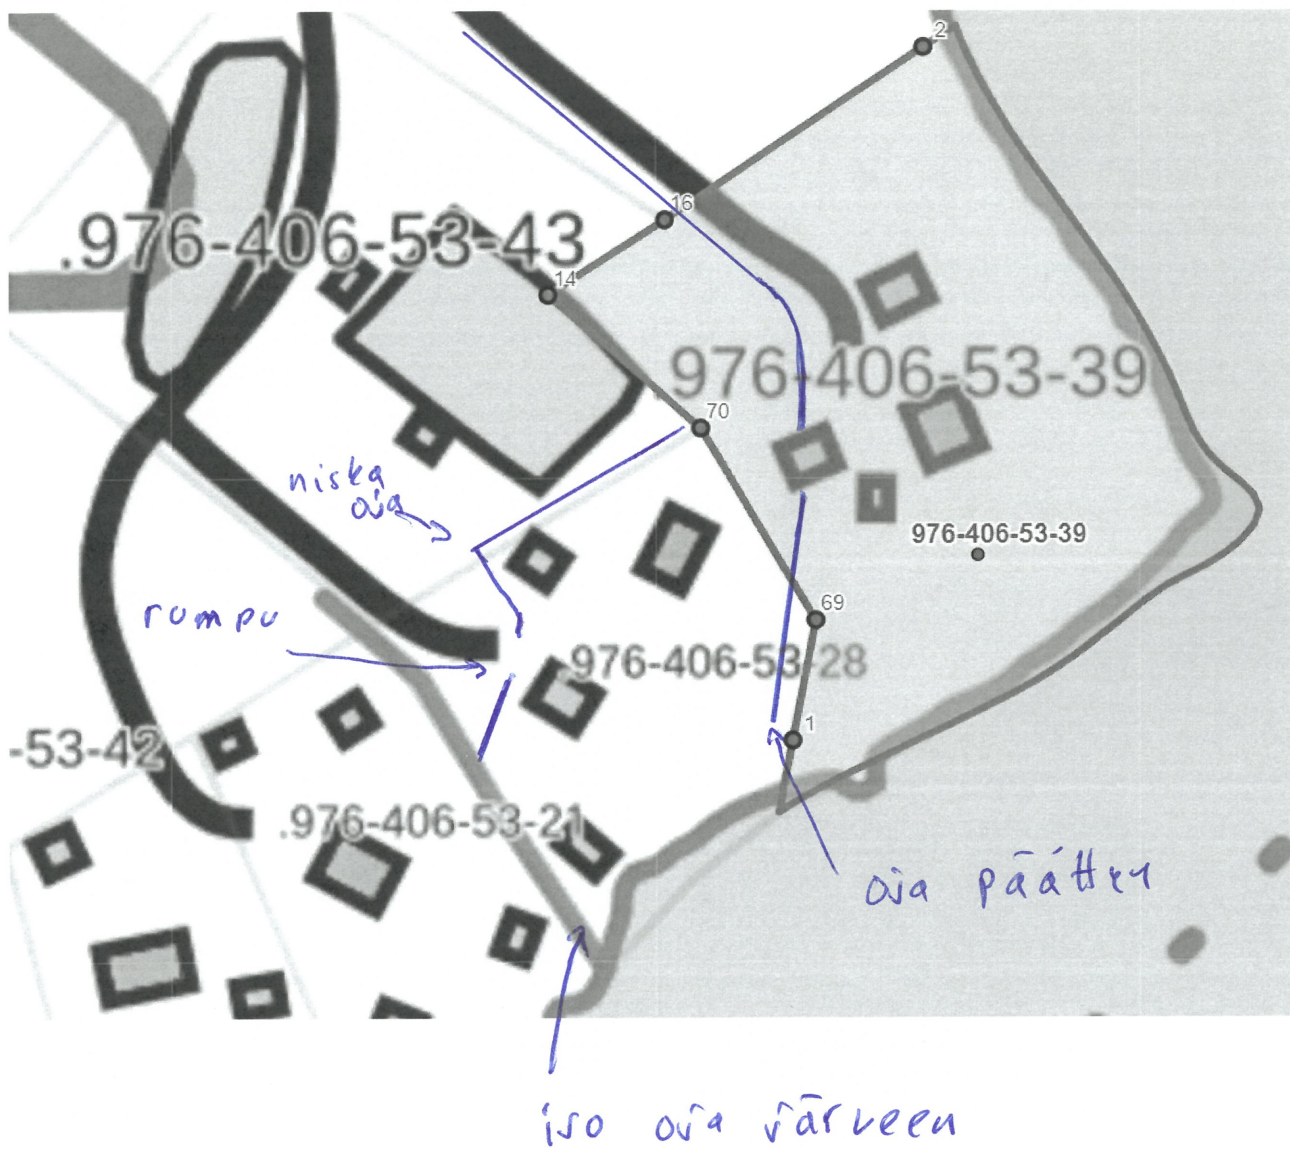 2
16
.976-406-53-43
14
976-406-53-39
70
niska
oja
976-406-53-39
rumpu
69
976-406-53-28
1
-53-42
.976-406-53-21
oja päättyy
iso oja järveen